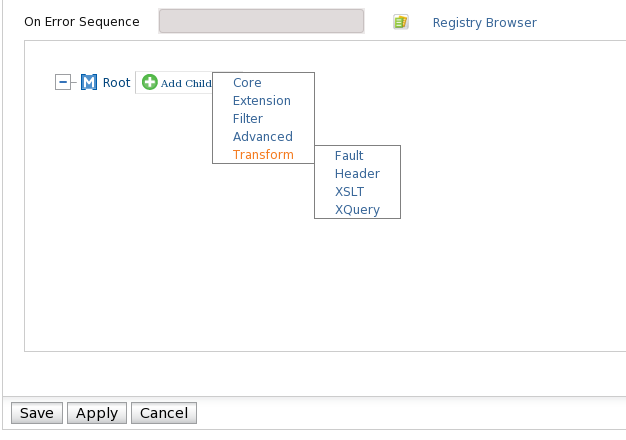 On Error Sequence Registry Browser
Root Add Child
Core
Extension
Filter
Advanced
Transform
Fault
Header
XSLT
XQuery
Save Apply Cancel